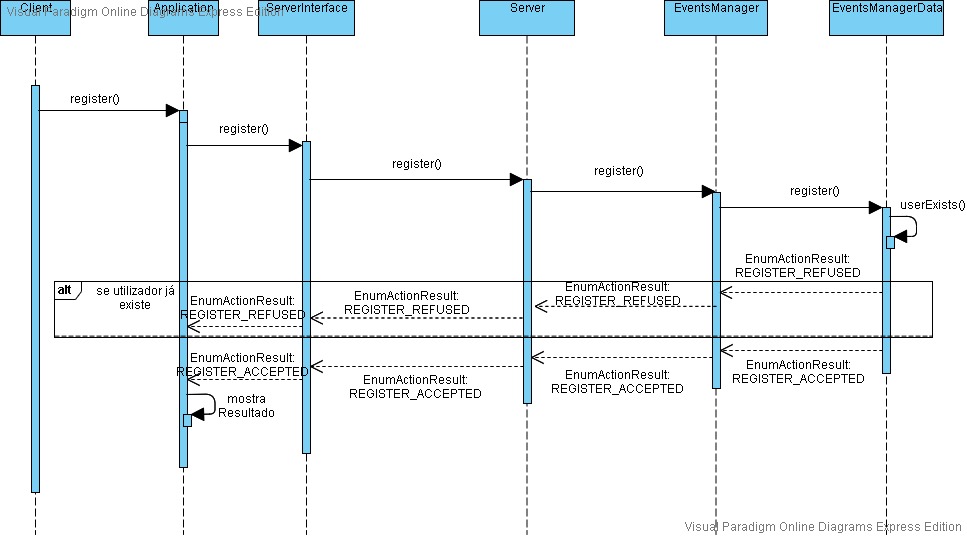 Client
Application
ServerInterface
Server
EventsManager
EventsManagerData
Visual Paradigm Online Diagrams Express Edition
register()
register()
register()
register()
register()
userExists()
EnumActionResult:
REGISTER_REFUSED
alt
se utilizador já
existe
EnumActionResult:
REGISTER_REFUSED
EnumActionResult:
REGISTER_REFUSED
EnumActionResult:
REGISTER_REFUSED
EnumActionResult:
REGISTER_ACCEPTED
EnumActionResult:
REGISTER_ACCEPTED
EnumActionResult:
REGISTER_ACCEPTED
EnumActionResult:
REGISTER_ACCEPTED
mostra
Resultado
Visual Paradigm Online Diagrams Express Edition